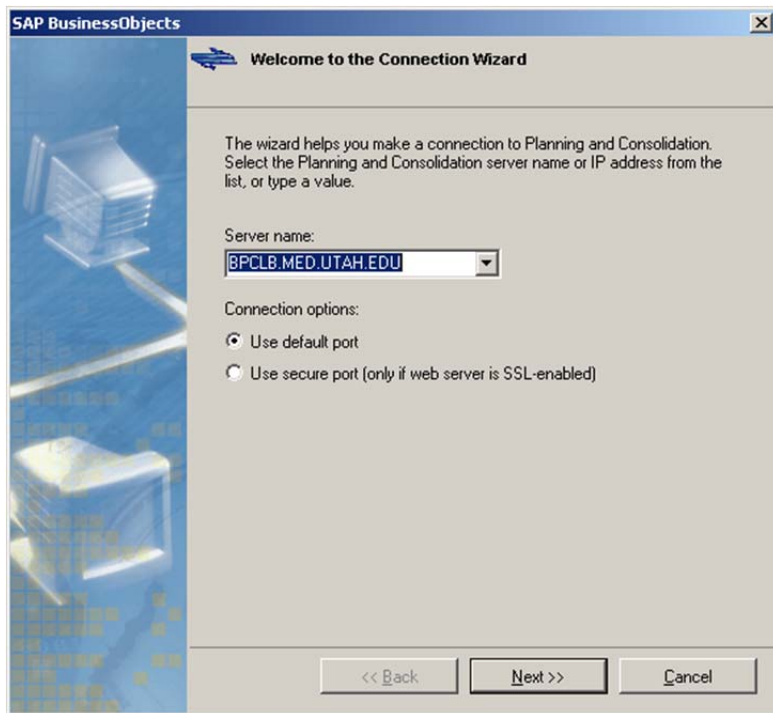 SAP BusinessObjects
Welcome to the Connection Wizard
The wizard helps you make a connection to Planning and Consolidation.
Select the Planning and Consolidation server name or IP address from the
list, or type a value.
Server name:
BPCLB.MED.UTAH.EDU
Connection options:
Use default port
Use secure port (only if web server is SSL-enabled)
<< Back Next >> Cancel